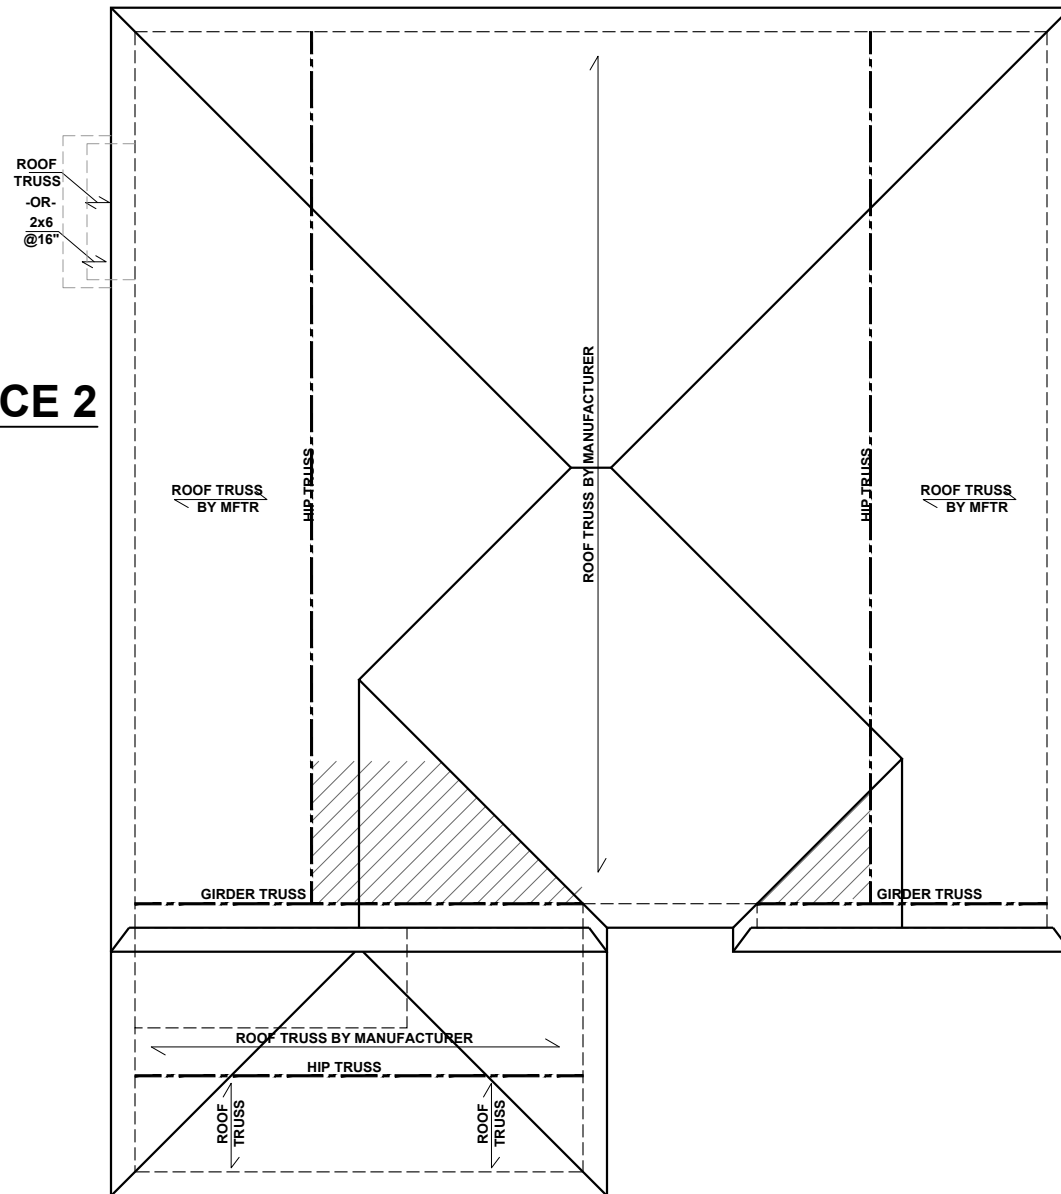 ROOF
TRUSS
-OR-
2x6
@16"
CE 2
ROOF TRUSS
BY MFTR
HIP TRUSS
ROOF TRUSS BY MANUFACTURER
HIP TRUSS
ROOF TRUSS
BY MFTR
GIRDER TRUSS
GIRDER TRUSS
ROOF TRUSS BY MANUFACTURER
HIP TRUSS
ROOF
TRUSS
ROOF
TRUSS